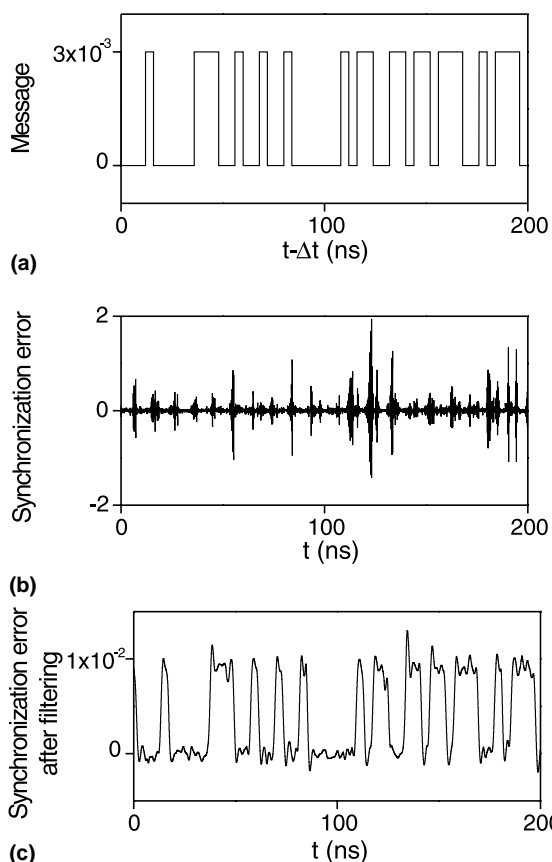 Message
3x10-3
0
0
100
200
t-Δt (ns)
(a)
Synchronization error
2
0
-2
0
100
200
t (ns)
(b)
Synchronization error
after filtering
1x10-2
0
0
100
200
t (ns)
(c)